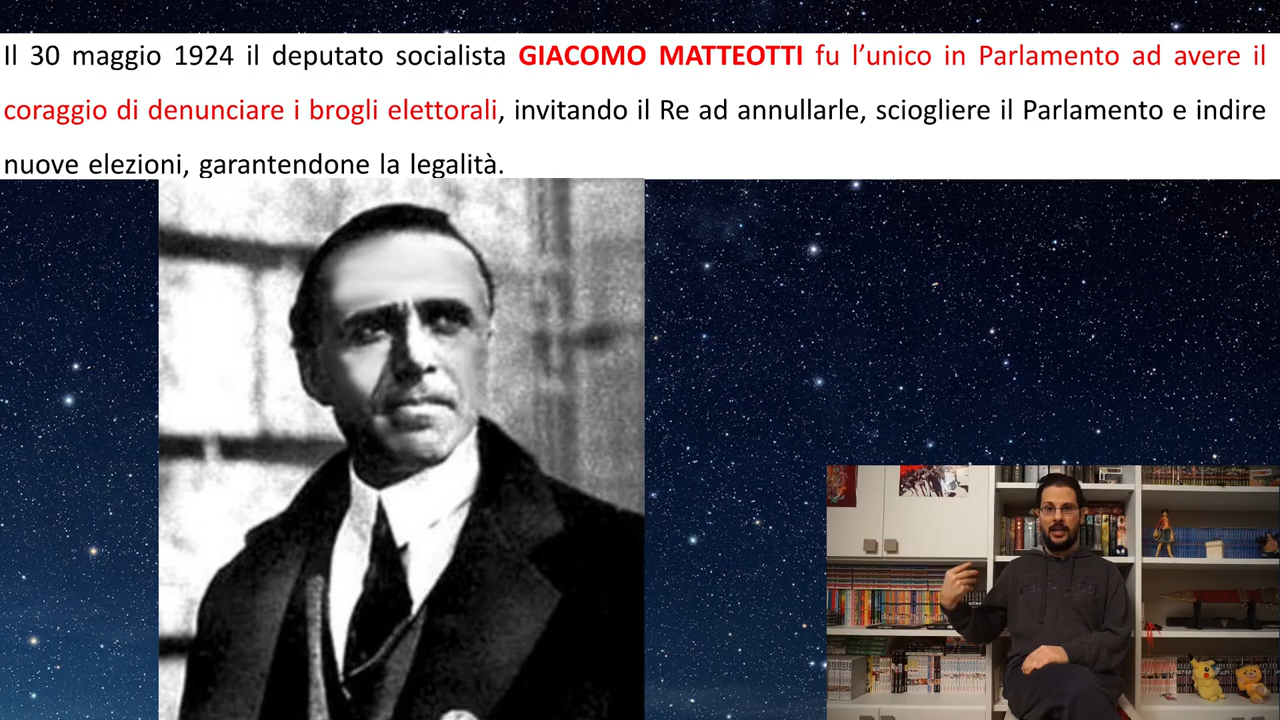 Il 30 maggio 1924 il deputato socialista GIACOMO MATTEOTTI fu l’unico in Parlamento ad avere il
coraggio di denunciare i brogli elettorali, invitando il Re ad annullarle, sciogliere il Parlamento e indire
nuove elezioni, garantendone la legalità.